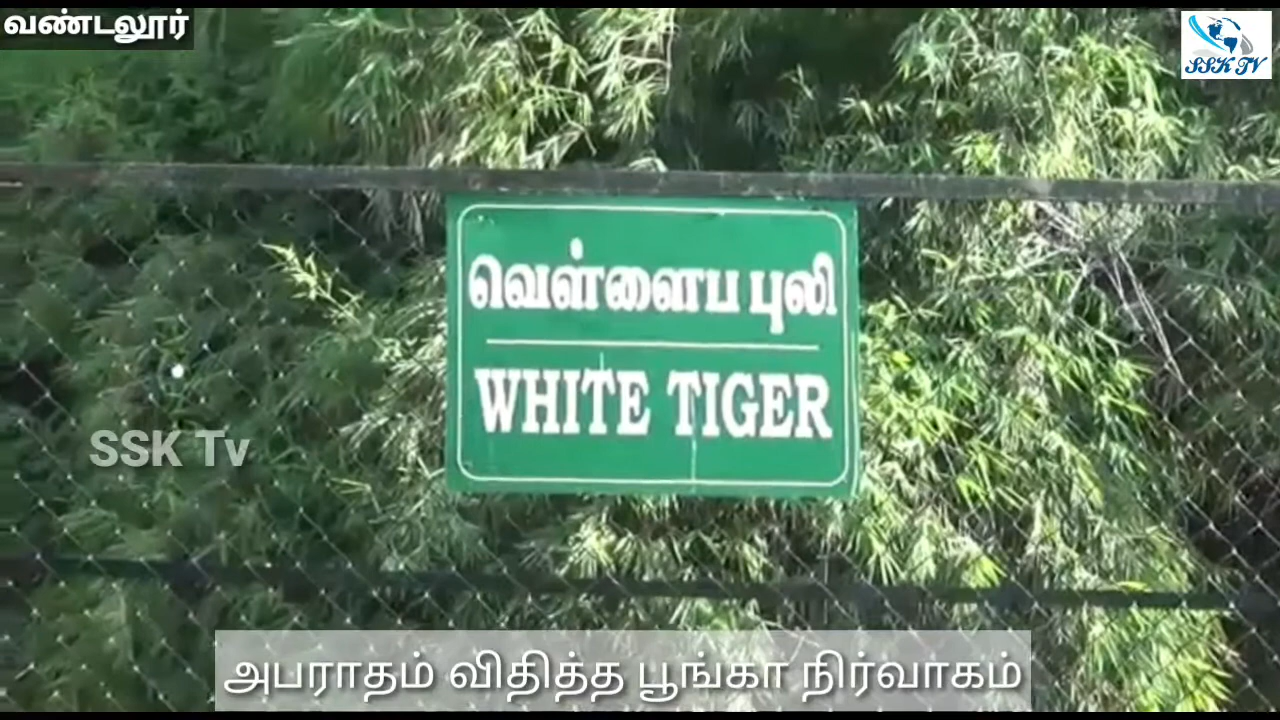 வண்டலூர்
SSK TV
வெள்ளைப புலி
WHITE TIGER
SSK Tv
அபராதம் விதித்த பூங்கா நிர்வாகம்